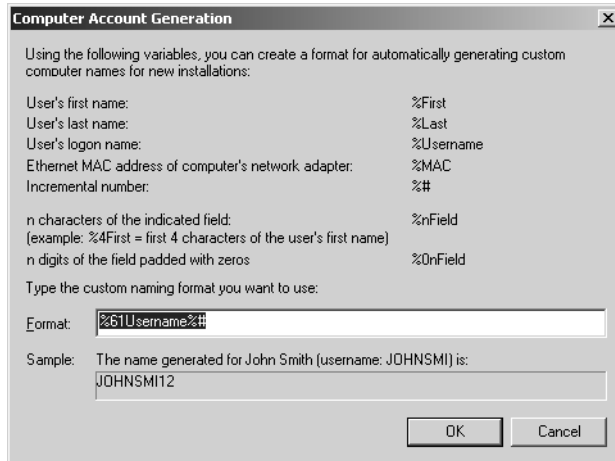 Computer Account Generation
Using the following variables, you can create a format for automatically generating custom
computer names for new installations:
User's first name: %First
User's last name: %Last
User's logon name: %Username
Ethernet MAC address of computer's network adapter: %MAC
Incremental number: %#
n characters of the indicated field: %nField
(example: %4First = first 4 characters of the user's first name)
n digits of the field padded with zeros %0nField
Type the custom naming format you want to use:
Format: %61Username%#
Sample: The name generated for John Smith (username: JOHNSMI) is:
JOHNSMI12
OK Cancel